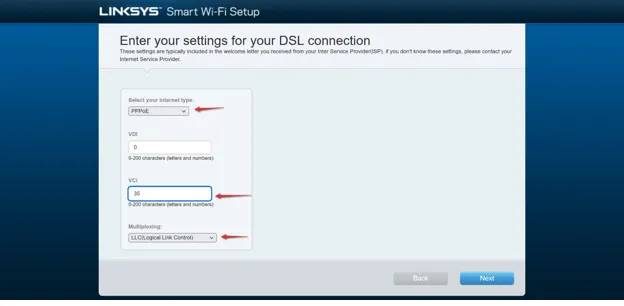 LINKSYS Smart Wi-Fi Setup
Enter your settings for your DSL connection
These settings are typically included in the welcome letter you received from your Inter Service Provider(ISP). if you don't know these settings, please contact your
Internet Service Provider.
Select your internet type:
PPPoE
VDI
0
0-200 characters (letters and numbers)
VCI
35
0-200 characters (letters and numbers)
Multiplexing:
LLC(Logical Link Control)
Back
Next